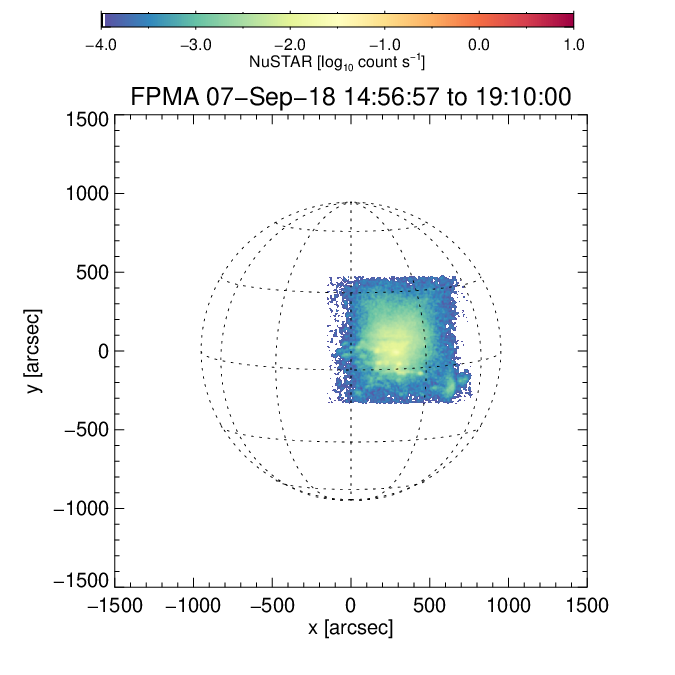 −4.0 −3.0 −2.0 −1.0 0.0 1.0
NuSTAR [log₁₀ count s⁻¹]
FPMA 07−Sep−18 14:56:57 to 19:10:00
1500
1000
500
0
−500
−1000
−1500
y [arcsec]
−1500 −1000 −500 0 500 1000 1500
x [arcsec]